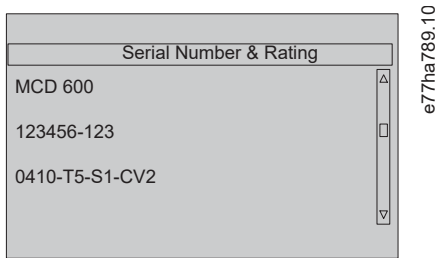 Serial Number & Rating
MCD 600
123456-123
0410-T5-S1-CV2
e77ha789.10